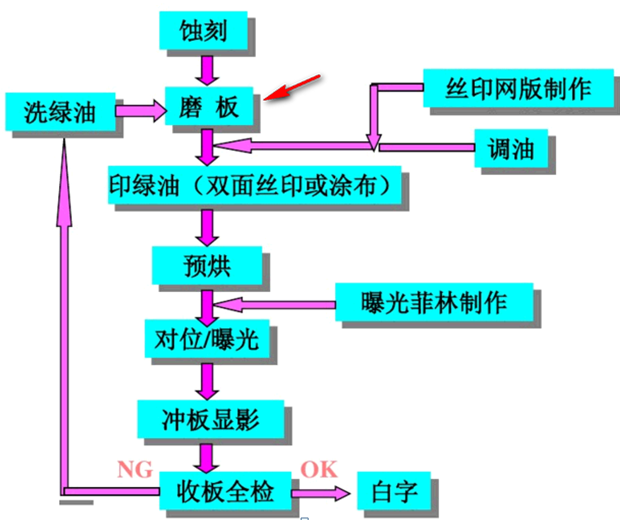 蚀刻
洗绿油
磨 板
丝印网版制作
调油
印绿油（双面丝印或涂布）
预烘
曝光菲林制作
对位/曝光
冲板显影
NG
OK
收板全检
白字